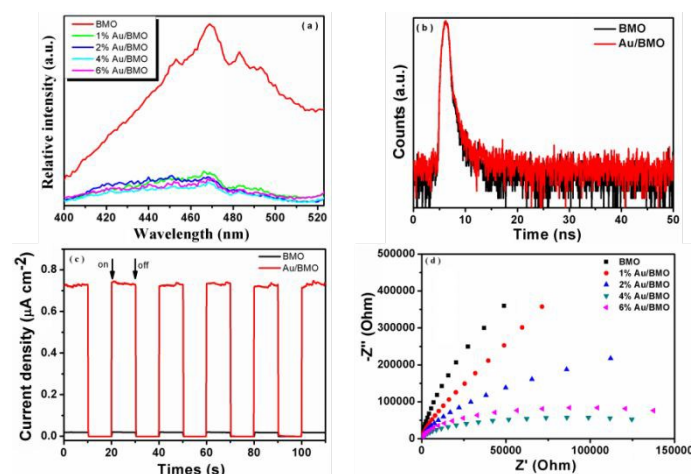 BMO
1% Au/BMO
2% Au/BMO
4% Au/BMO
6% Au/BMO
( a )
Relative intensity (a.u.)
400 420 440 460 480 500 520
Wavelength (nm)
( b )
BMO
Au/BMO
Counts (a.u.)
0 10 20 30 40 50
Time (ns)
( c )
on
off
BMO
Au/BMO
Current density (μA cm-2)
0.8
0.6
0.4
0.2
0.0
0 20 40 60 80 100
Times (s)
( d )
BMO
1% Au/BMO
2% Au/BMO
4% Au/BMO
6% Au/BMO
-Z'' (Ohm)
500000
400000
300000
200000
100000
0
0 50000 100000 150000
Z' (Ohm)